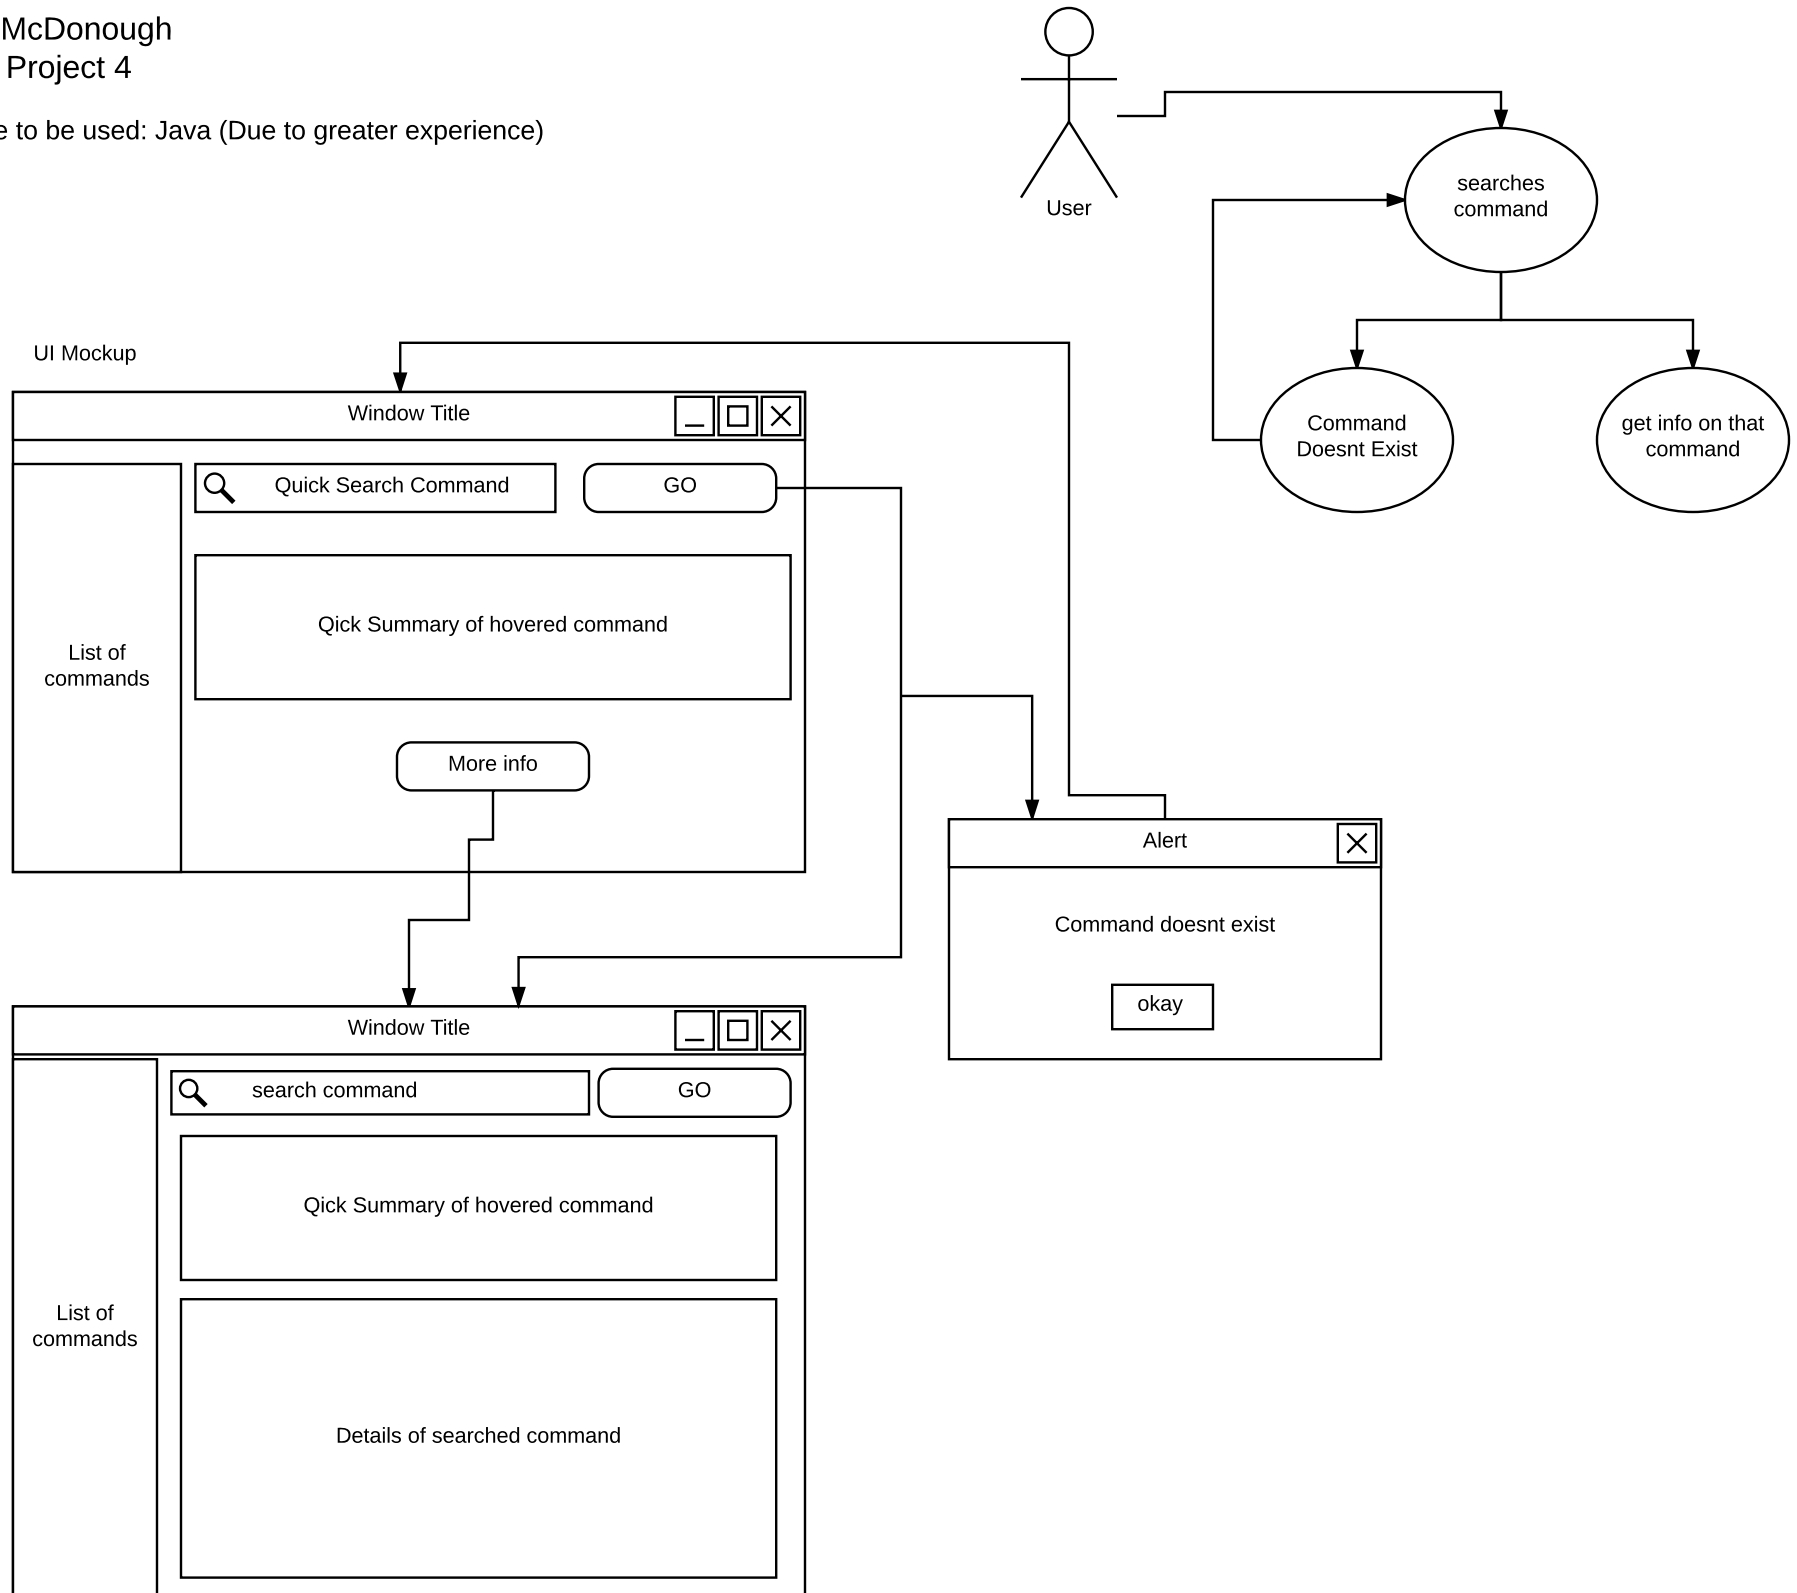 McDonough
Project 4
e to be used: Java (Due to greater experience)
User
searches
command
Command
Doesnt Exist
get info on that
command
UI Mockup
Window Title
Quick Search Command
GO
Qick Summary of hovered command
List of
commands
More info
Alert
Command doesnt exist
okay
Window Title
search command
GO
Qick Summary of hovered command
List of
commands
Details of searched command